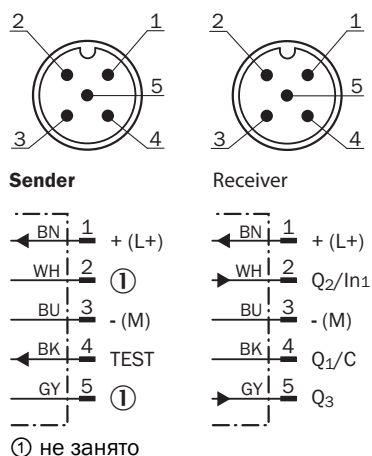 2 1 2 1
5 5
3 4 3 4
Sender Receiver
BN 1 + (L+) BN 1 + (L+)
WH 2 ① WH 2 Q2/In1
BU 3 - (M) BU 3 - (M)
BK 4 TEST BK 4 Q1/C
GY 5 ① GY 5 Q3
① не занято